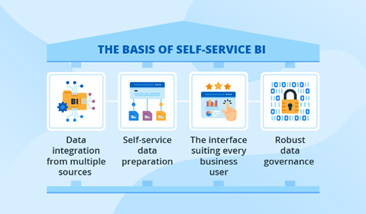 THE BASIS OF SELF-SERVICE BI
BI
Data
integration
from multiple
sources
Self-service
data
preparation
The interface
suiting every
business
user
Robust
data
governance